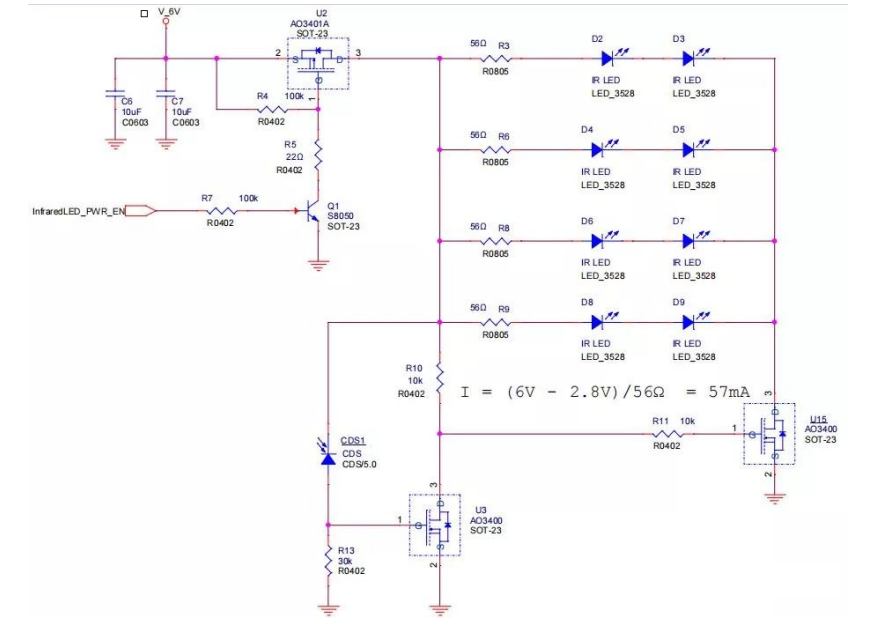 V_6V
U2
AO3401A
SOT-23
2
S
D
3
G
1
C6
10uF
C0603
C7
10uF
C0603
R4 100k
R0402
R5
22Ω
R0402
R7 100k
R0402
InfraredLED_PWR_EN
Q1
S8050
SOT-23
56Ω R3
R0805
D2
IR LED
LED_3528
D3
IR LED
LED_3528
56Ω R6
R0805
D4
IR LED
LED_3528
D5
IR LED
LED_3528
56Ω R8
R0805
D6
IR LED
LED_3528
D7
IR LED
LED_3528
56Ω R9
R0805
D8
IR LED
LED_3528
D9
IR LED
LED_3528
R10
10k
R0402
I = (6V - 2.8V)/56Ω = 57mA
R11 10k
R0402
3
1
D
G
S
2
U15
AO3400
SOT-23
CDS1
CDS
CDS/5.0
3
1
D
G
S
2
U3
AO3400
SOT-23
R13
30k
R0402